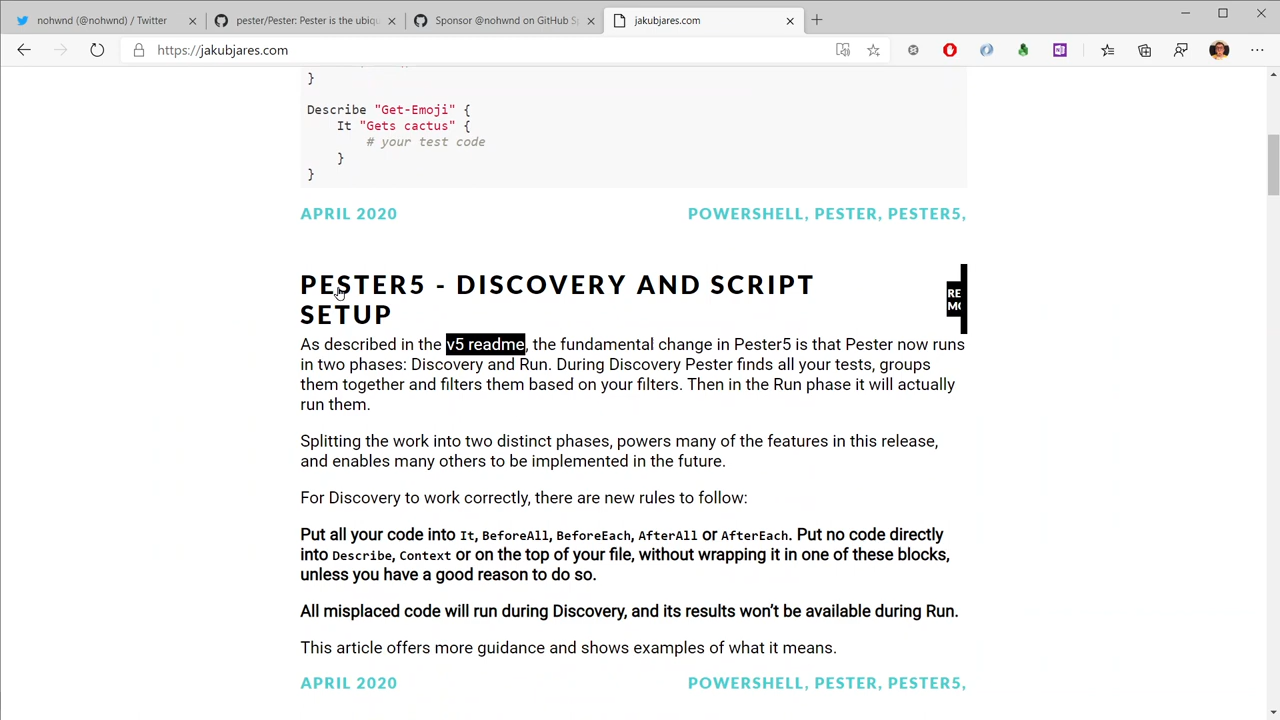 nohwnd (@nohwnd) / Twitter
pester/Pester: Pester is the ubiqu
Sponsor @nohwnd on GitHub Sp
jakubjares.com
https://jakubjares.com
}
Describe "Get-Emoji" {
It "Gets cactus" {
# your test code
}
}
APRIL 2020
POWERSHELL, PESTER, PESTER5,
PESTER5 - DISCOVERY AND SCRIPT
SETUP
RE
MO
As described in the v5 readme, the fundamental change in Pester5 is that Pester now runs
in two phases: Discovery and Run. During Discovery Pester finds all your tests, groups
them together and filters them based on your filters. Then in the Run phase it will actually
run them.
Splitting the work into two distinct phases, powers many of the features in this release,
and enables many others to be implemented in the future.
For Discovery to work correctly, there are new rules to follow:
Put all your code into It, BeforeAll, BeforeEach, AfterAll or AfterEach. Put no code directly
into Describe, Context or on the top of your file, without wrapping it in one of these blocks,
unless you have a good reason to do so.
All misplaced code will run during Discovery, and its results won't be available during Run.
This article offers more guidance and shows examples of what it means.
APRIL 2020
POWERSHELL, PESTER, PESTER5,